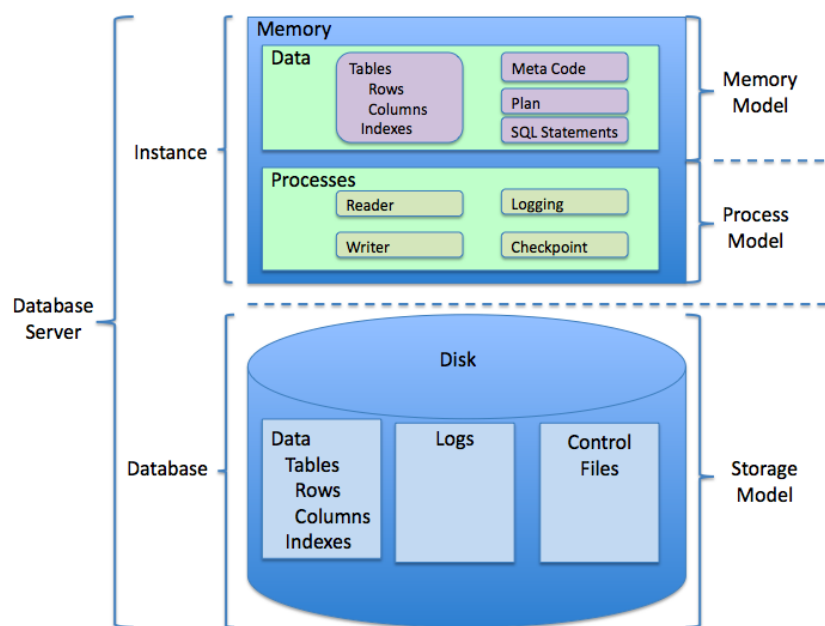 Memory
Data
Tables
Rows
Columns
Indexes
Meta Code
Plan
SQL Statements
Memory
Model
Instance
Processes
Reader
Logging
Writer
Checkpoint
Process
Model
Database
Server
Disk
Data
Tables
Rows
Columns
Indexes
Logs
Control
Files
Database
Storage
Model